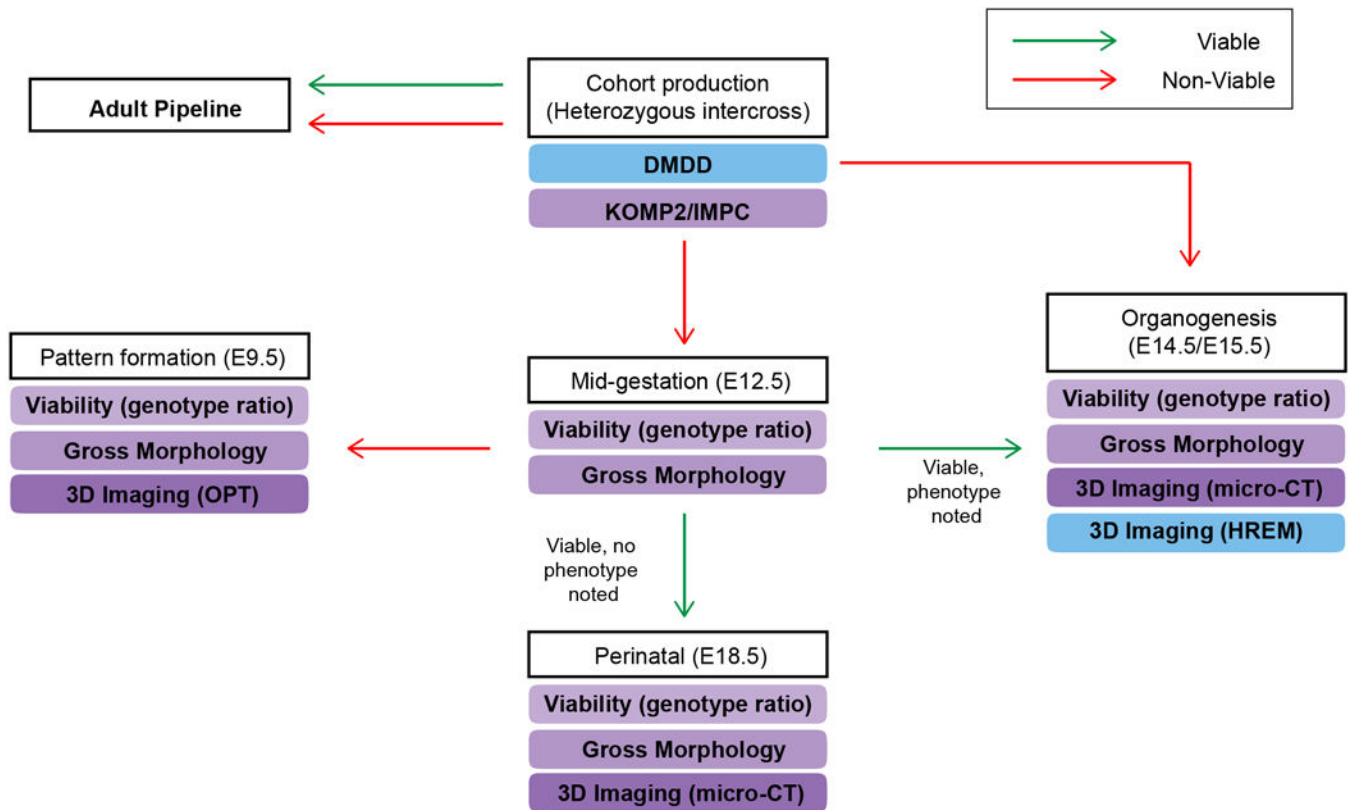 Viable
Non-Viable
Adult Pipeline
Cohort production
(Heterozygous intercross)
DMDD
KOMP2/IMPC
Pattern formation (E9.5)
Viability (genotype ratio)
Gross Morphology
3D Imaging (OPT)
Mid-gestation (E12.5)
Viability (genotype ratio)
Gross Morphology
Viable,
phenotype
noted
Organogenesis
(E14.5/E15.5)
Viability (genotype ratio)
Gross Morphology
3D Imaging (micro-CT)
3D Imaging (HREM)
Viable, no
phenotype
noted
Perinatal (E18.5)
Viability (genotype ratio)
Gross Morphology
3D Imaging (micro-CT)